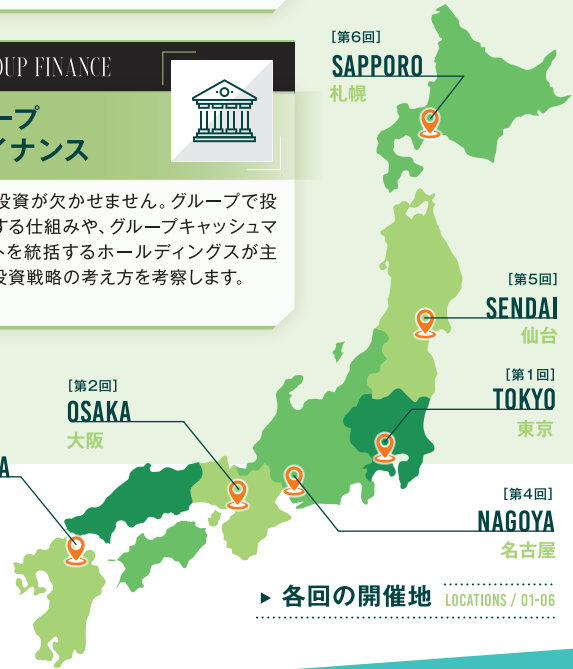 OUP FINANCE
ープ
イナンス
投資が欠かせません。グループで投
する仕組みや、グループキャッシュマ
トを統括するホールディングスが主
投資戦略の考え方を考察します。
[第6回]
SAPPORO
札幌
[第5回]
SENDAI
仙台
[第1回]
TOKYO
東京
[第2回]
OSAKA
大阪
A
[第4回]
NAGOYA
名古屋
▶ 各回の開催地 LOCATIONS / 01-06